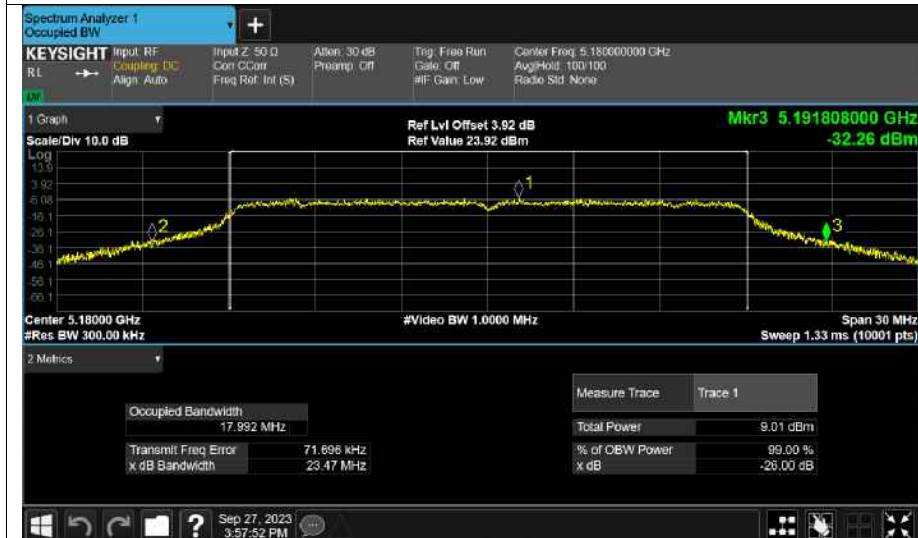 Spectrum Analyzer 1
Occupied BW
+
KEYSIGHT
RL
Input: RF
Coupling: DC
Align: Auto
Input Z: 50 Ω
Corr CCorr
Freq Ref: Int (S)
Atten: 30 dB
Preamp: Off
Trig: Free Run
Gate: Off
#IF Gain: Low
Center Freq: 5.180000000 GHz
Avg|Hold: 100/100
Radio Std: None
1 Graph
Scale/Div 10.0 dB
Ref Lvl Offset 3.92 dB
Ref Value 23.92 dBm
Mkr3 5.191808000 GHz
-32.26 dBm
Log
13.9
3.92
-6.08
-16.1
-26.1
-36.1
-46.1
-56.1
-66.1
1
2
3
Center 5.18000 GHz
#Video BW 1.0000 MHz
Span 30 MHz
#Res BW 300.00 kHz
Sweep 1.33 ms (10001 pts)
2 Metrics
Measure Trace
Trace 1
Occupied Bandwidth
17.992 MHz
Total Power
9.01 dBm
Transmit Freq Error
71.696 kHz
% of OBW Power
99.00 %
x dB Bandwidth
23.47 MHz
x dB
-26.00 dB
?
Sep 27, 2023
3:57:52 PM